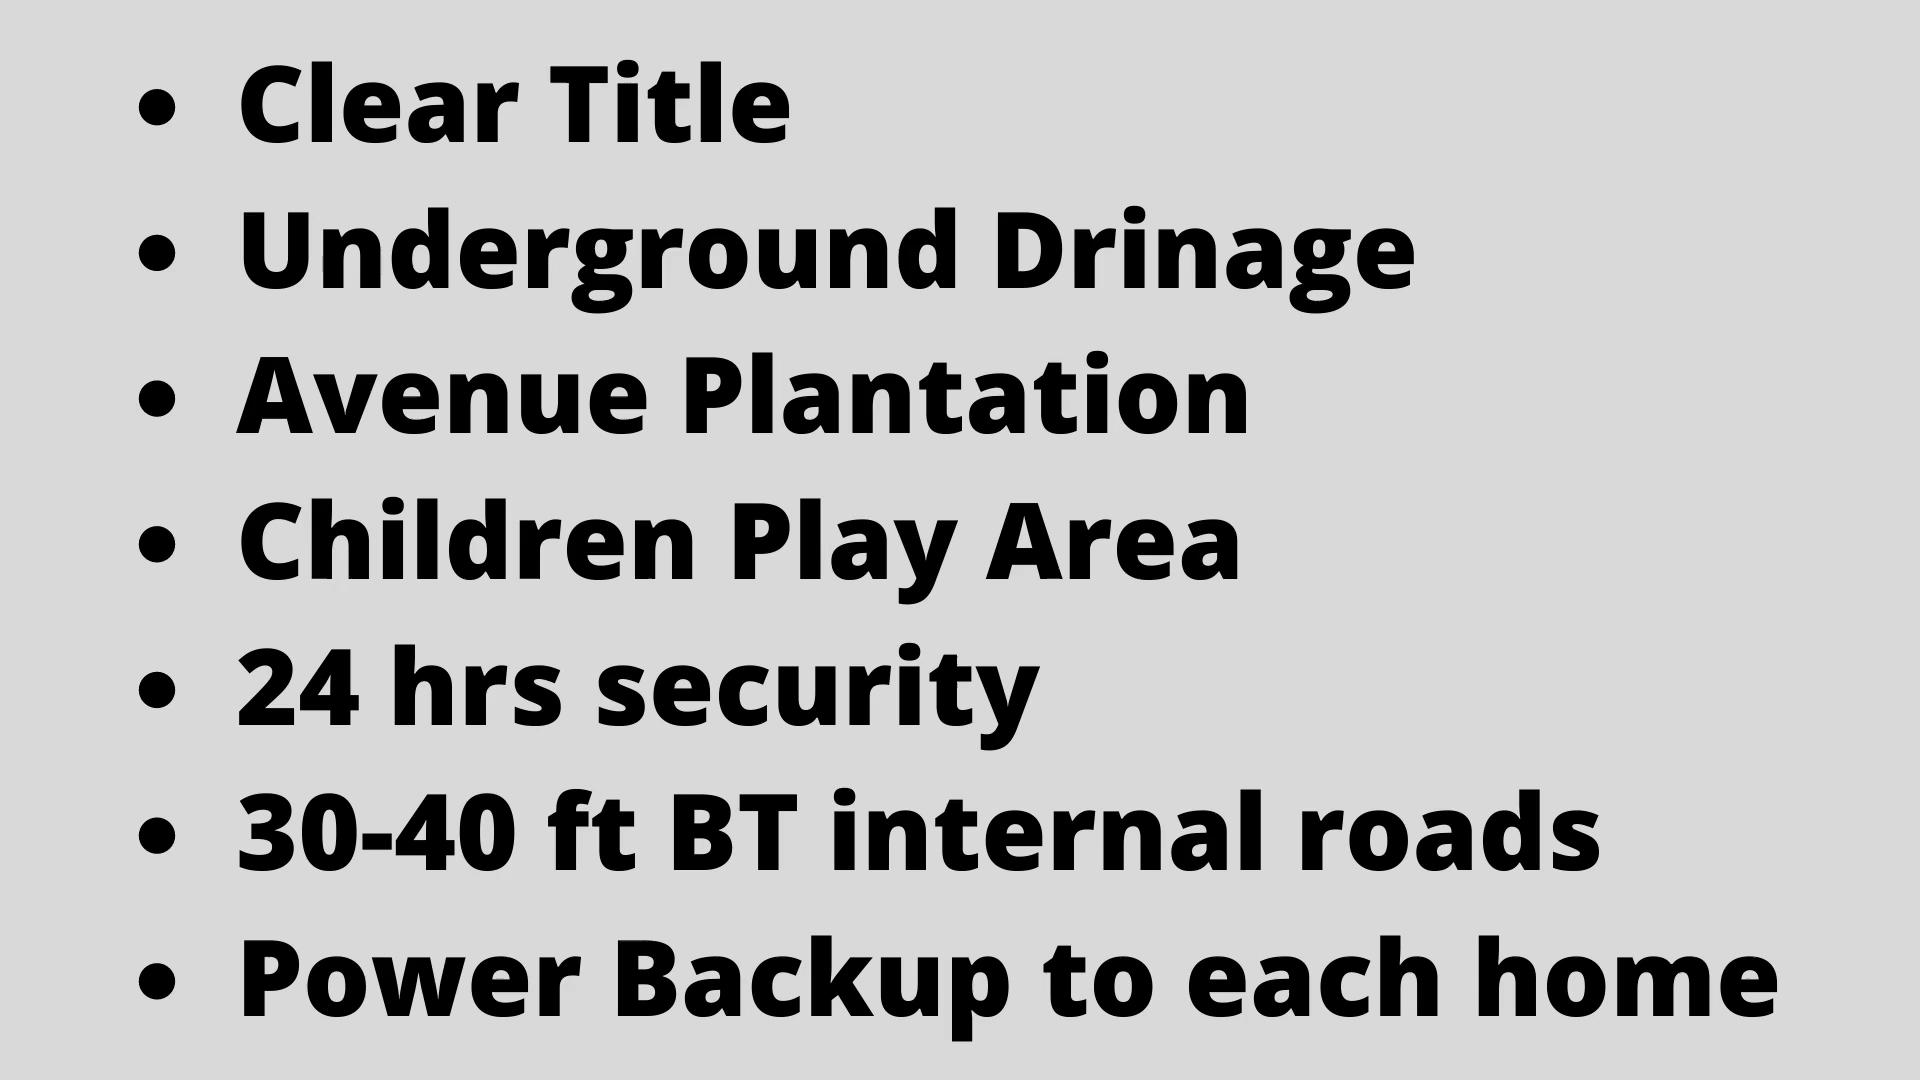 • Clear Title
• Underground Drinage
• Avenue Plantation
• Children Play Area
• 24 hrs security
• 30-40 ft BT internal roads
• Power Backup to each home